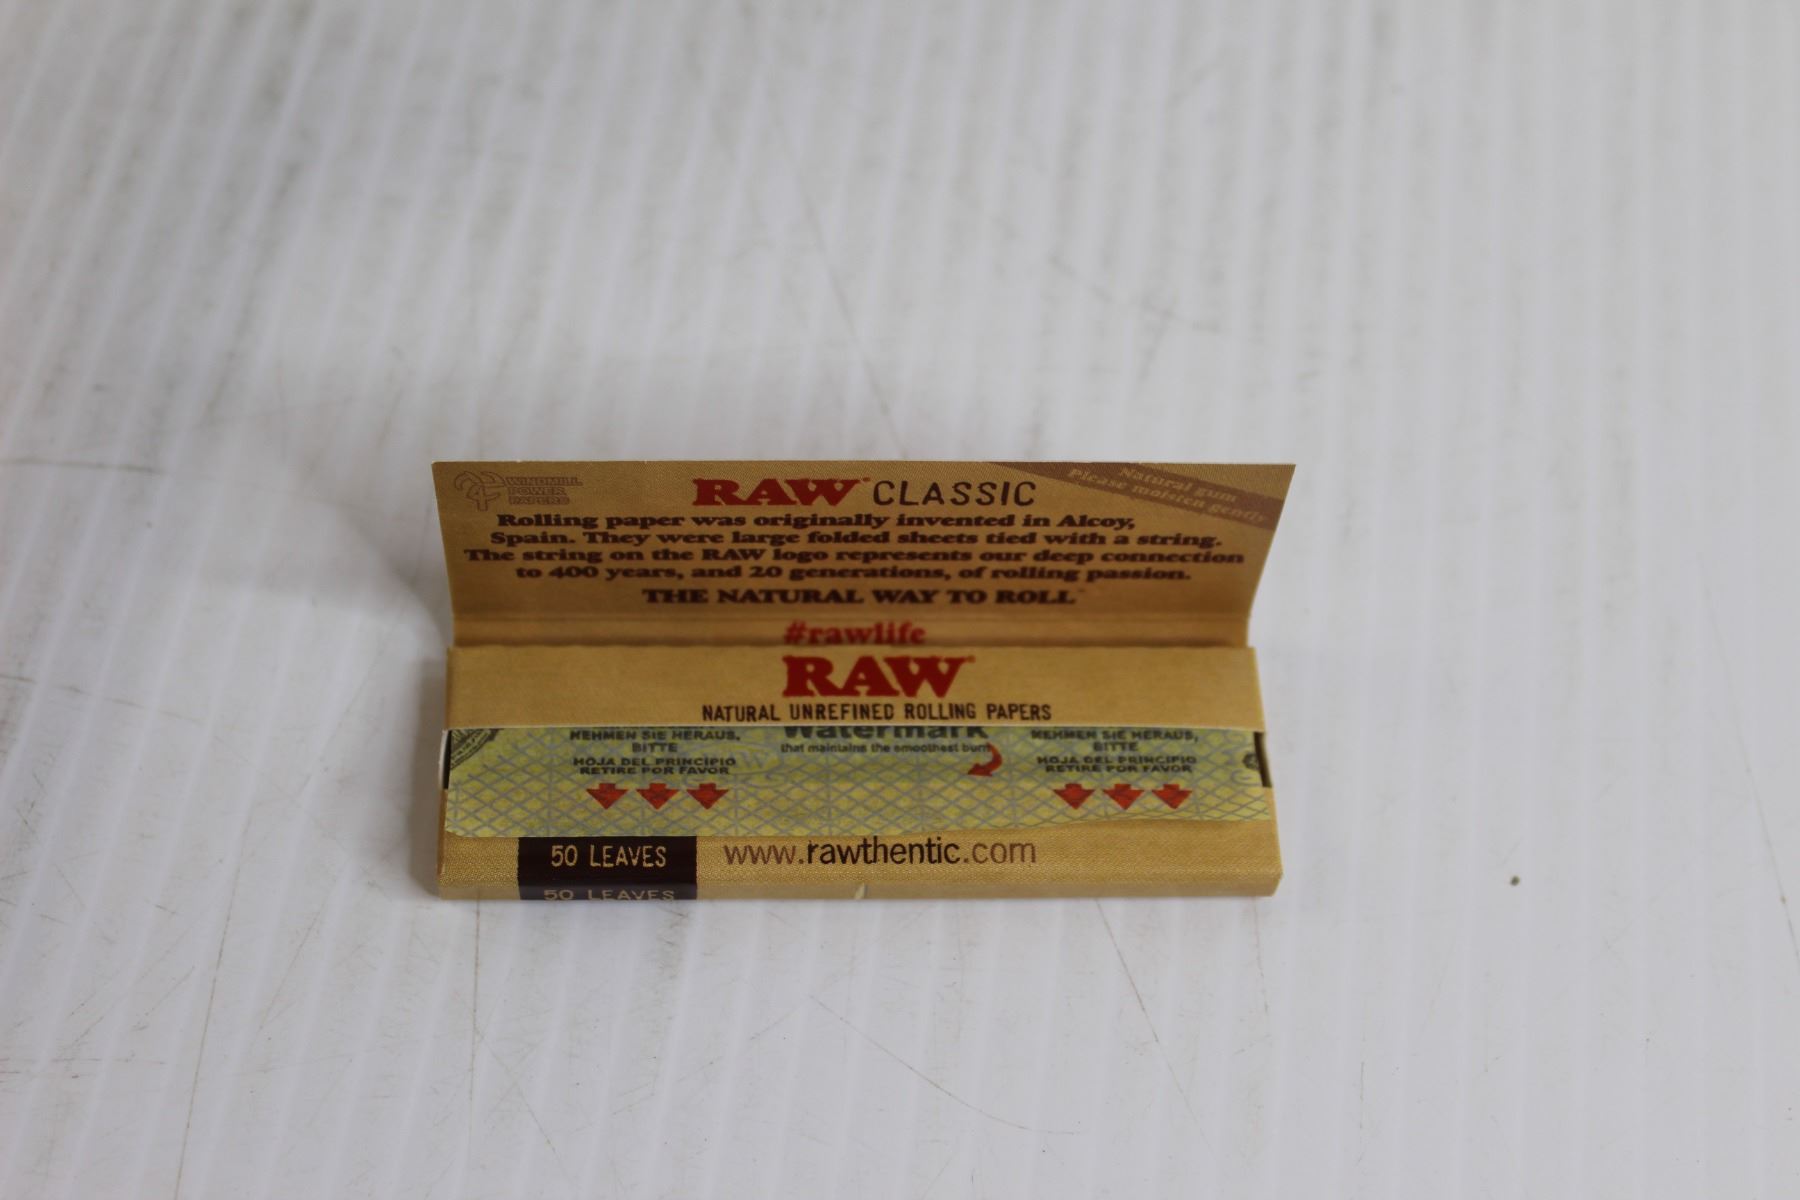 WINDMILL
POWER
PAPERS
RAW CLASSIC
Natural gum
please moisten gently
Rolling paper was originally invented in Alcoy,
Spain. They were large folded sheets tied with a string.
The string on the RAW logo represents our deep connection
to 400 years, and 20 generations, of rolling passion.
THE NATURAL WAY TO ROLL
#rawlife
RAW
NATURAL UNREFINED ROLLING PAPERS
NEHMEN SIE HERAUS,
BITTE
HOJA DEL PRINCIPIO
RETIRE POR FAVOR
Watermark
that maintains the smoothest burn
NEHMEN SIE HERAUS,
BITTE
HOJA DEL PRINCIPIO
RETIRE POR FAVOR
50 LEAVES
www.rawthentic.com
50 LEAVES